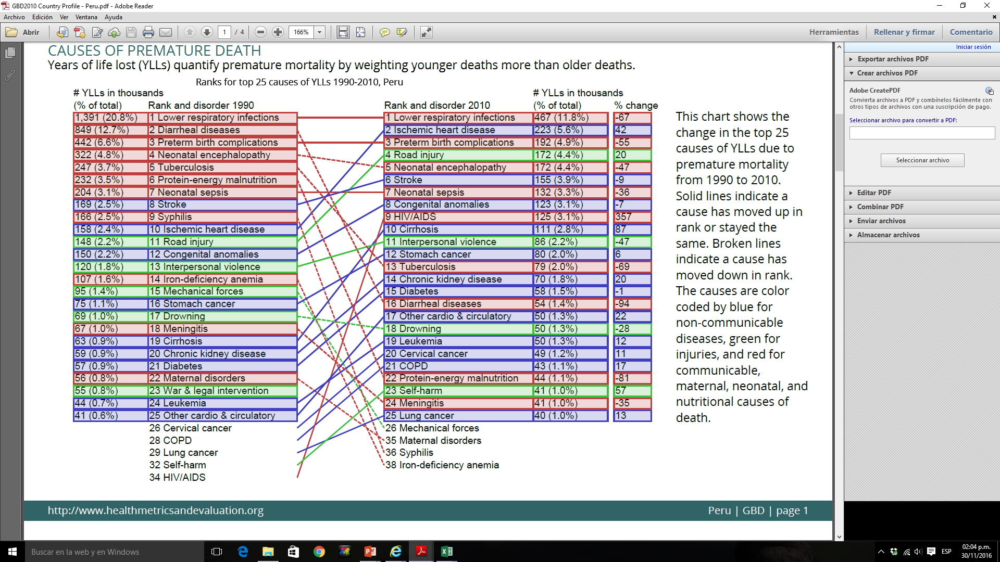 GBD2010 Country Profile - Peru.pdf - Adobe Reader
Archivo Edición Ver Ventana Ayuda
Abrir 1 / 4 166% Herramientas Rellenar y firmar Comentario
CAUSES OF PREMATURE DEATH
Years of life lost (YLLs) quantify premature mortality by weighting younger deaths more than older deaths.
Ranks for top 25 causes of YLLs 1990-2010, Peru
# YLLs in thousands # YLLs in thousands
(% of total) Rank and disorder 1990 Rank and disorder 2010 (% of total) % change
1,391 (20.8%) 1 Lower respiratory infections 1 Lower respiratory infections 467 (11.8%) -67
849 (12.7%) 2 Diarrheal diseases 2 Ischemic heart disease 223 (5.6%) 42
442 (6.6%) 3 Preterm birth complications 3 Preterm birth complications 192 (4.9%) -55
322 (4.8%) 4 Neonatal encephalopathy 4 Road injury 172 (4.4%) 20
247 (3.7%) 5 Tuberculosis 5 Neonatal encephalopathy 172 (4.4%) -47
232 (3.5%) 6 Protein-energy malnutrition 6 Stroke 155 (3.9%) -9
204 (3.1%) 7 Neonatal sepsis 7 Neonatal sepsis 132 (3.3%) -36
169 (2.5%) 8 Stroke 8 Congenital anomalies 123 (3.1%) -7
166 (2.5%) 9 Syphilis 9 HIV/AIDS 125 (3.1%) 357
158 (2.4%) 10 Ischemic heart disease 10 Cirrhosis 111 (2.8%) 87
148 (2.2%) 11 Road injury 11 Interpersonal violence 86 (2.2%) -47
150 (2.2%) 12 Congenital anomalies 12 Stomach cancer 80 (2.0%) 6
120 (1.8%) 13 Interpersonal violence 13 Tuberculosis 79 (2.0%) -69
107 (1.6%) 14 Iron-deficiency anemia 14 Chronic kidney disease 70 (1.8%) 20
95 (1.4%) 15 Mechanical forces 15 Diabetes 58 (1.5%) -1
75 (1.1%) 16 Stomach cancer 16 Diarrheal diseases 54 (1.4%) -94
69 (1.0%) 17 Drowning 17 Other cardio & circulatory 50 (1.3%) 22
67 (1.0%) 18 Meningitis 18 Drowning 50 (1.3%) -28
63 (0.9%) 19 Cirrhosis 19 Leukemia 50 (1.3%) 12
59 (0.9%) 20 Chronic kidney disease 20 Cervical cancer 49 (1.2%) 11
57 (0.9%) 21 Diabetes 21 COPD 43 (1.1%) 17
56 (0.8%) 22 Maternal disorders 22 Protein-energy malnutrition 44 (1.1%) -81
55 (0.8%) 23 War & legal intervention 23 Self-harm 41 (1.0%) 57
44 (0.7%) 24 Leukemia 24 Meningitis 41 (1.0%) -35
41 (0.6%) 25 Other cardio & circulatory 25 Lung cancer 40 (1.0%) 13
26 Cervical cancer 26 Mechanical forces
28 COPD 35 Maternal disorders
29 Lung cancer 36 Syphilis
32 Self-harm 38 Iron-deficiency anemia
34 HIV/AIDS
This chart shows the
change in the top 25
causes of YLLs due to
premature mortality
from 1990 to 2010.
Solid lines indicate a
cause has moved up in
rank or stayed the
same. Broken lines
indicate a cause has
moved down in rank.
The causes are color
coded by blue for
non-communicable
diseases, green for
injuries, and red for
communicable,
maternal, neonatal, and
nutritional causes of
death.
http://www.healthmetricsandevaluation.org Peru | GBD | page 1
Iniciar sesión
Exportar archivos PDF
Crear archivos PDF
Adobe CreatePDF
Convierta archivos a PDF y combínelos fácilmente con
otros tipos de archivos con una suscripción de pago.
Seleccionar archivo para convertir a PDF:
Seleccionar archivo
Editar PDF
Combinar PDF
Enviar archivos
Almacenar archivos
Buscar en la web y en Windows
ESP
02:04 p.m.
30/11/2016